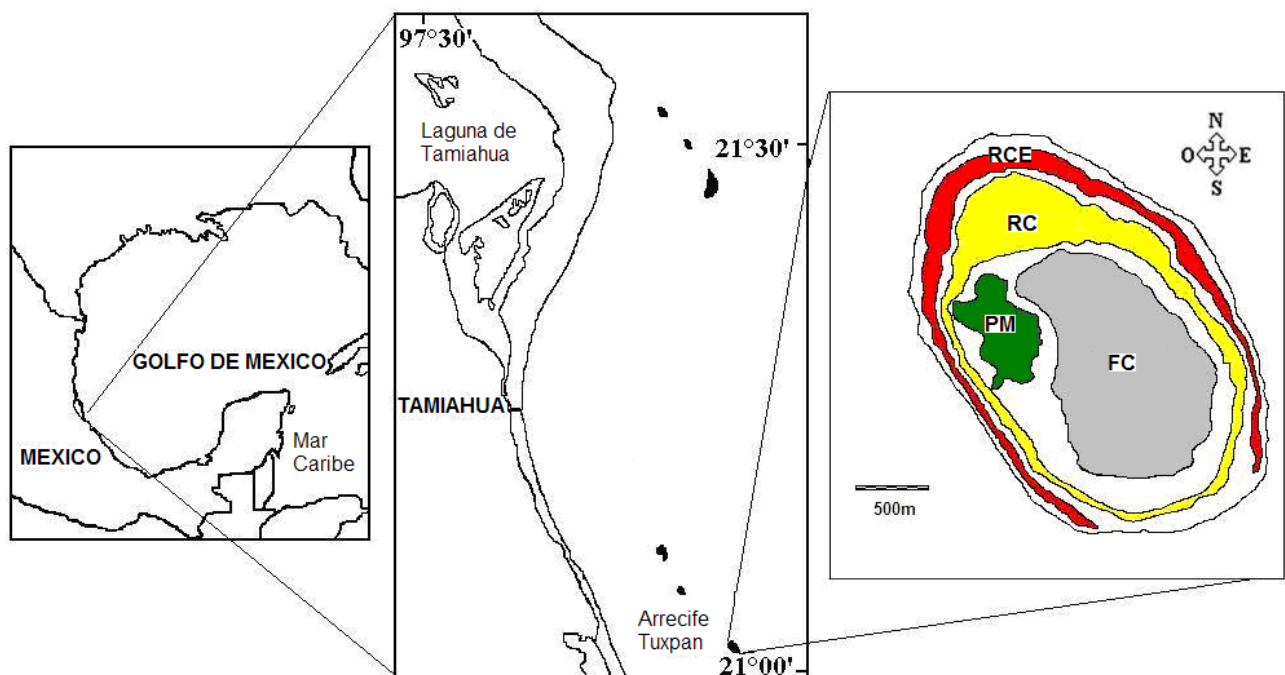 GOLFO DE MEXICO
MEXICO
Mar
Caribe
97°30'
Laguna de
Tamiahua
21°30'
TAMIAHUA
Arrecife
Tuxpan
21°00'
N
O E
S
RCE
RC
PM
FC
500m